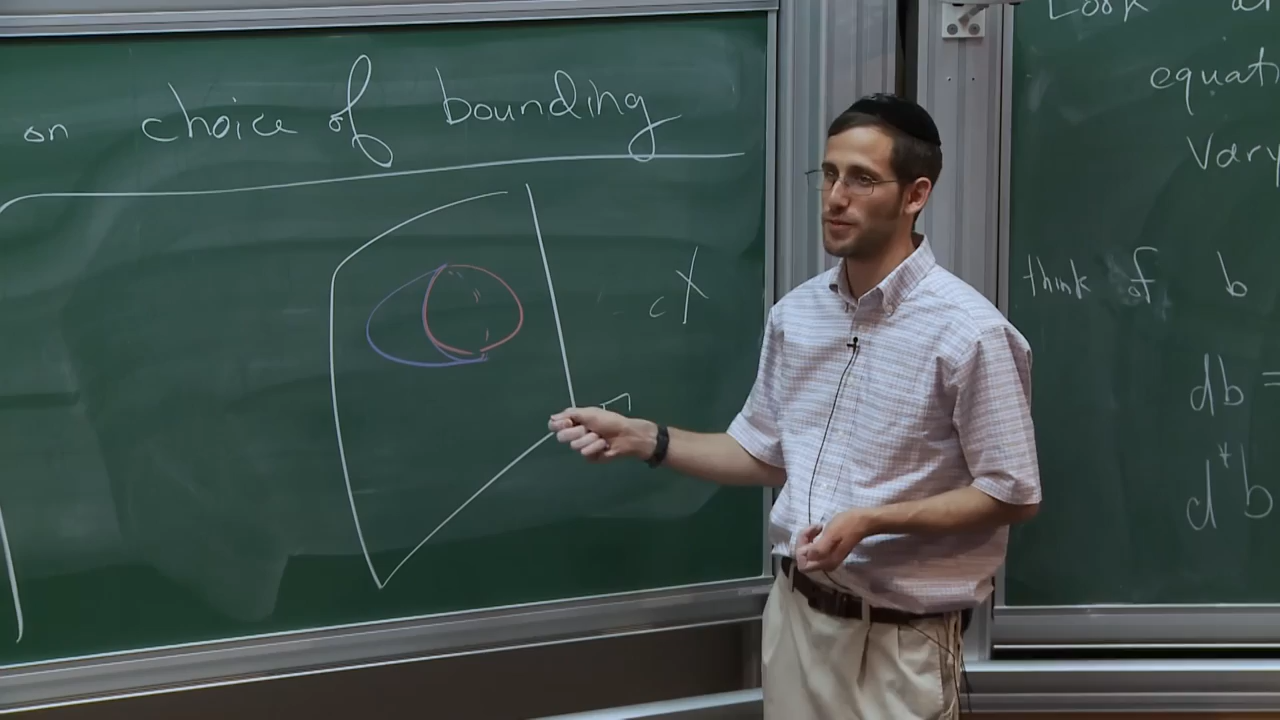 on choice of bounding
c X
Look
equati
Vary
think of b
db =
d*b